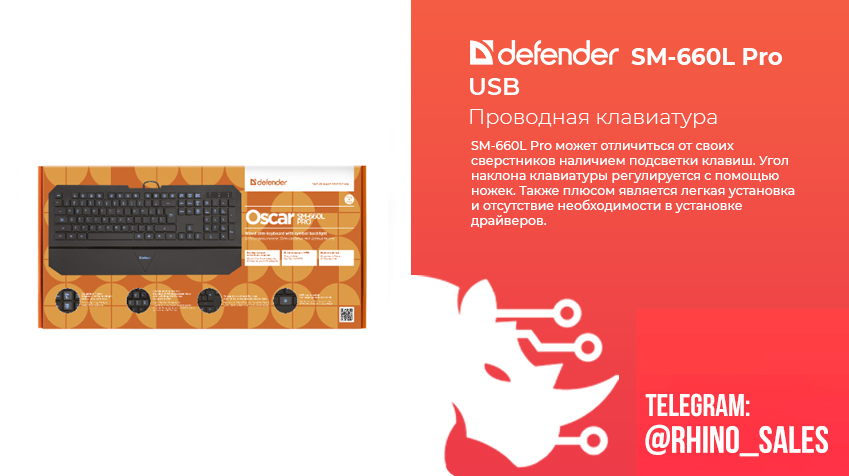 defender SM-660L Pro
USB
Проводная клавиатура
SM-660L Pro может отличиться от своих
сверстников наличием подсветки клавиш. Угол
наклона клавиатуры регулируется с помощью
ножек. Также плюсом является легкая установка
и отсутствие необходимости в установке
драйверов.
defender
Oscar SM-660L
PRO
TELEGRAM:
@RHINO_SALES